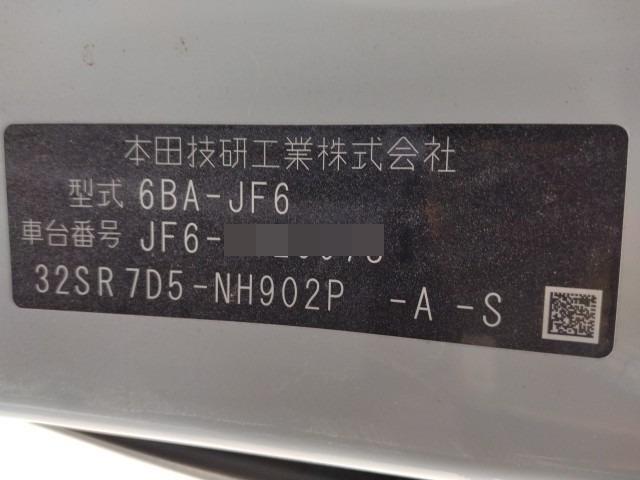 本田技研工業株式会社
型式 6BA-JF6
車台番号 JF6-
32SR 7D5-NH902P -A -S